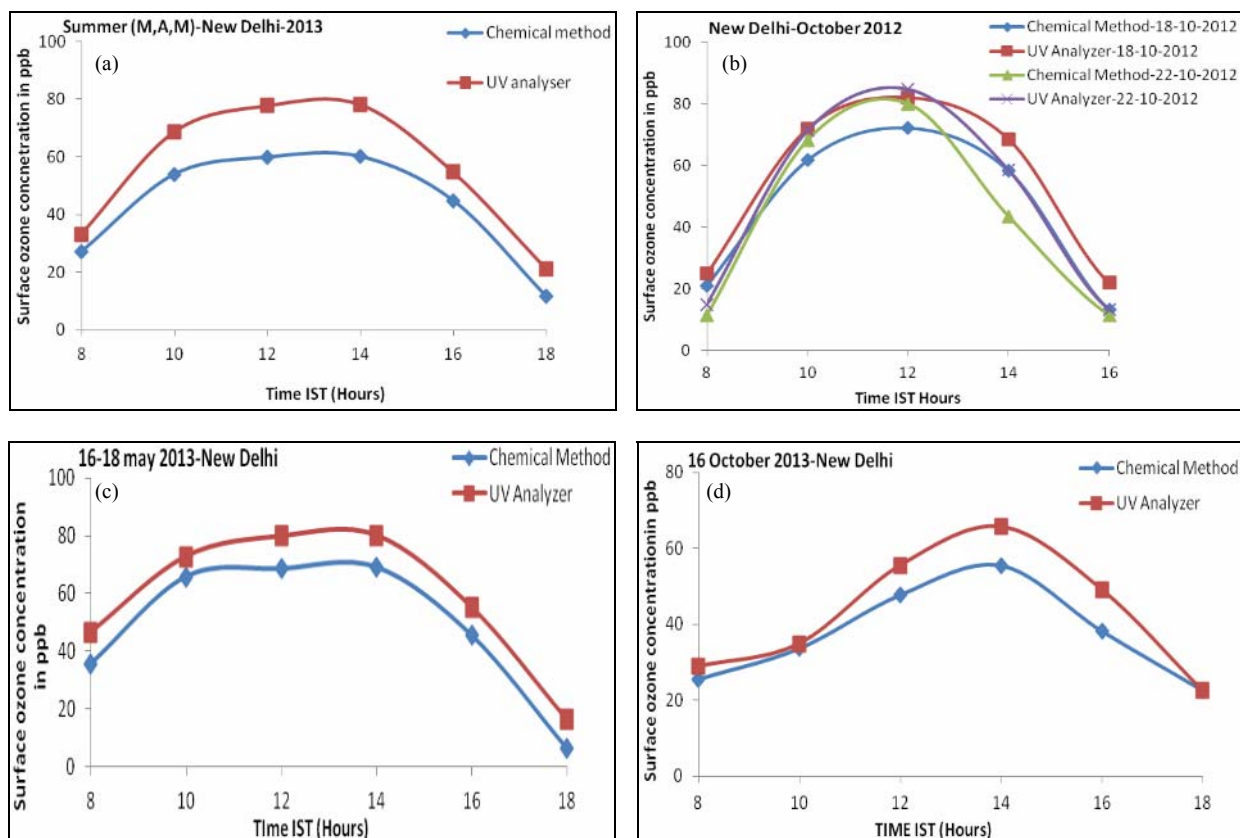 Summer (M,A,M)-New Delhi-2013
(a)
Chemical method
UV analyser
Surface ozone concnetration in ppb
100
80
60
40
20
0
8 10 12 14 16 18
Time IST (Hours)
New Delhi-October 2012
(b)
Chemical Method-18-10-2012
UV Analyzer-18-10-2012
Chemical Method-22-10-2012
UV Analyzer-22-10-2012
Surface ozone concentration in ppb
100
80
60
40
20
0
8 10 12 14 16
Time IST Hours
16-18 may 2013-New Delhi
(c)
Chemical Method
UV Analyzer
Surface ozone concentration
in ppb
100
80
60
40
20
0
8 10 12 14 16 18
TIme IST (Hours)
16 October 2013-New Delhi
(d)
Chemical Method
UV Analyzer
Surface ozone concentrationin ppb
80
60
40
20
0
8 10 12 14 16 18
TIME IST (Hours)